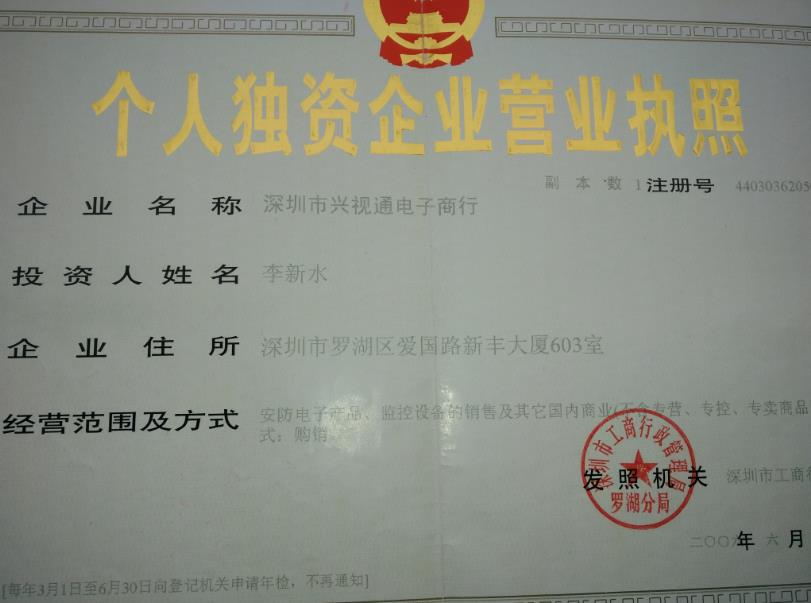 个人独资企业营业执照
副本数 1 注册号 4403036205
企业名称 深圳市兴视通电子商行
投资人姓名 李新水
企业住所 深圳市罗湖区爱国路新丰大厦603室
经营范围及方式 安防电子产品、监控设备的销售及其它国内商业(不含专营、专控、专卖商品
式：购销
深圳市工商行政管理局
罗湖分局
发照机关 深圳市工商
二〇〇 年 六 月
[每年3月1日至6月30日向登记机关申请年检，不再通知]